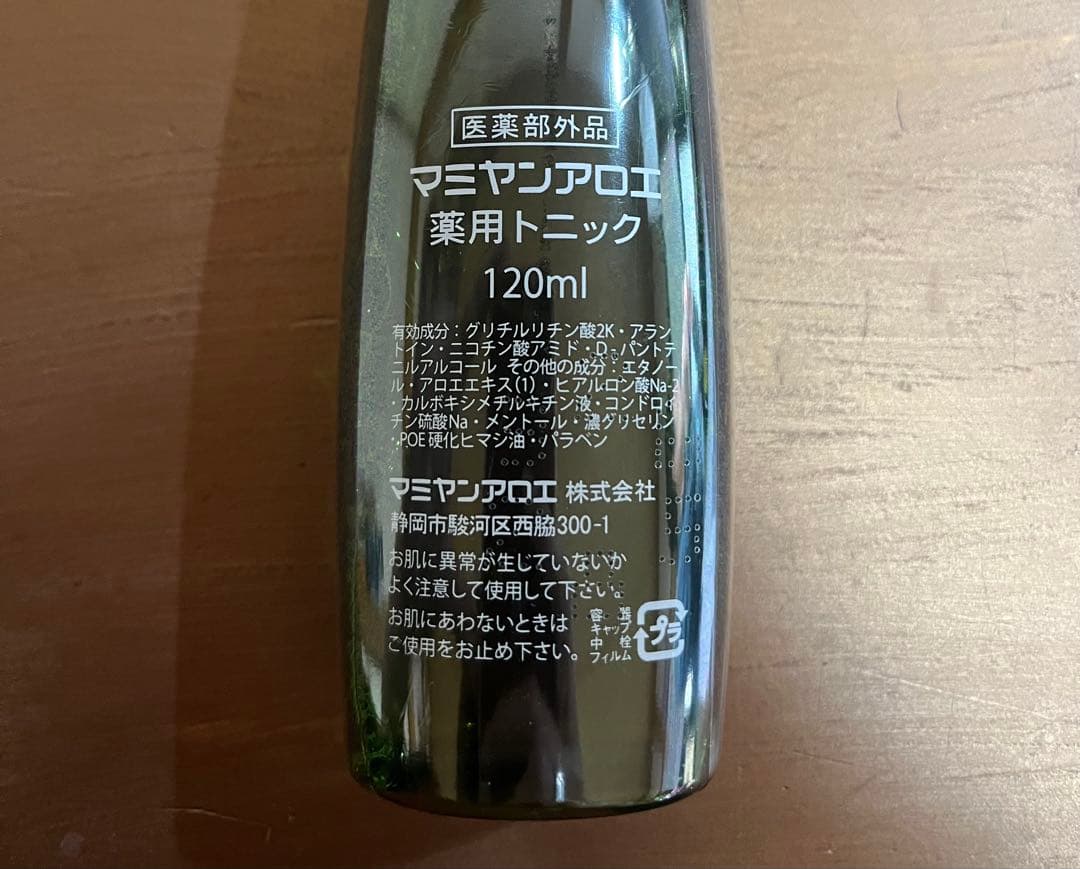 医薬部外品
マミヤンアロエ
薬用トニック
120ml
有効成分：グリチルリチン酸2K・アラン
トイン・ニコチン酸アミド・D-パントテ
ニルアルコール その他の成分：エタノー
ル・アロエエキス(1)・ヒアルロン酸Na-2
・カルボキシメチルキチン液・コンドロイ
チン硫酸Na・メントール・濃グリセリン
・POE硬化ヒマシ油・パラベン
マミヤンアロエ 株式会社
静岡市駿河区西脇300-1
お肌に異常が生じていないか
よく注意して使用して下さい。
お肌にあわないときは
ご使用をお止め下さい。
容器
キャップ
中栓
フィルム
プラ